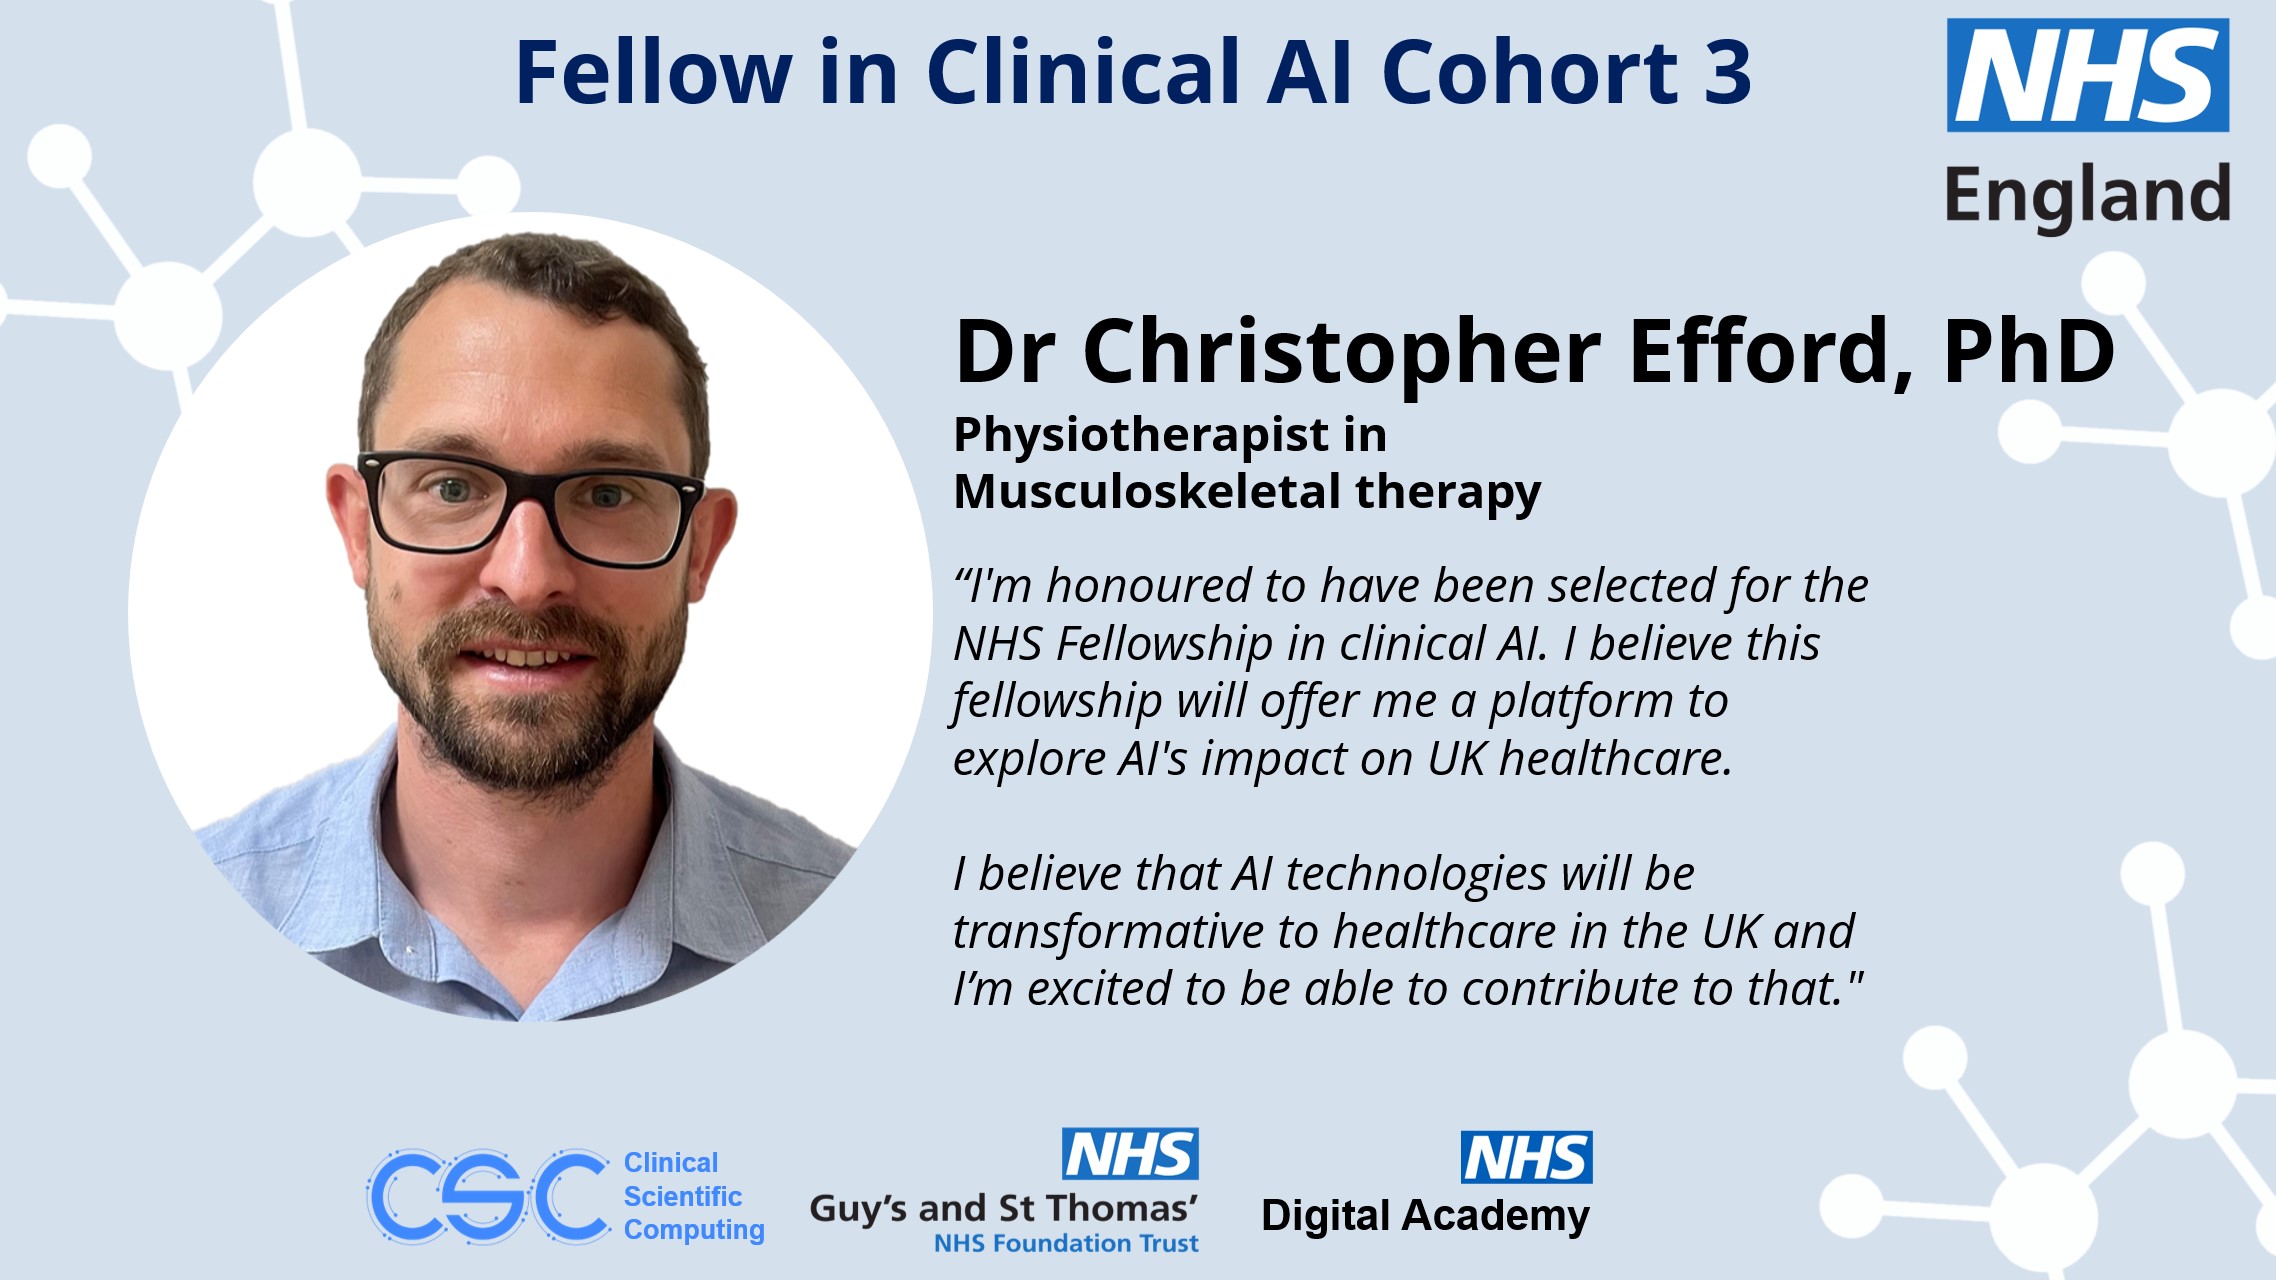 Fellow in Clinical AI Cohort 3
NHS
England
Dr Christopher Efford, PhD
Physiotherapist in
Musculoskeletal therapy
“I'm honoured to have been selected for the
NHS Fellowship in clinical AI. I believe this
fellowship will offer me a platform to
explore AI's impact on UK healthcare.
I believe that AI technologies will be
transformative to healthcare in the UK and
I’m excited to be able to contribute to that."
CSC
Clinical
Scientific
Computing
NHS
Guy’s and St Thomas’
NHS Foundation Trust
NHS
Digital Academy